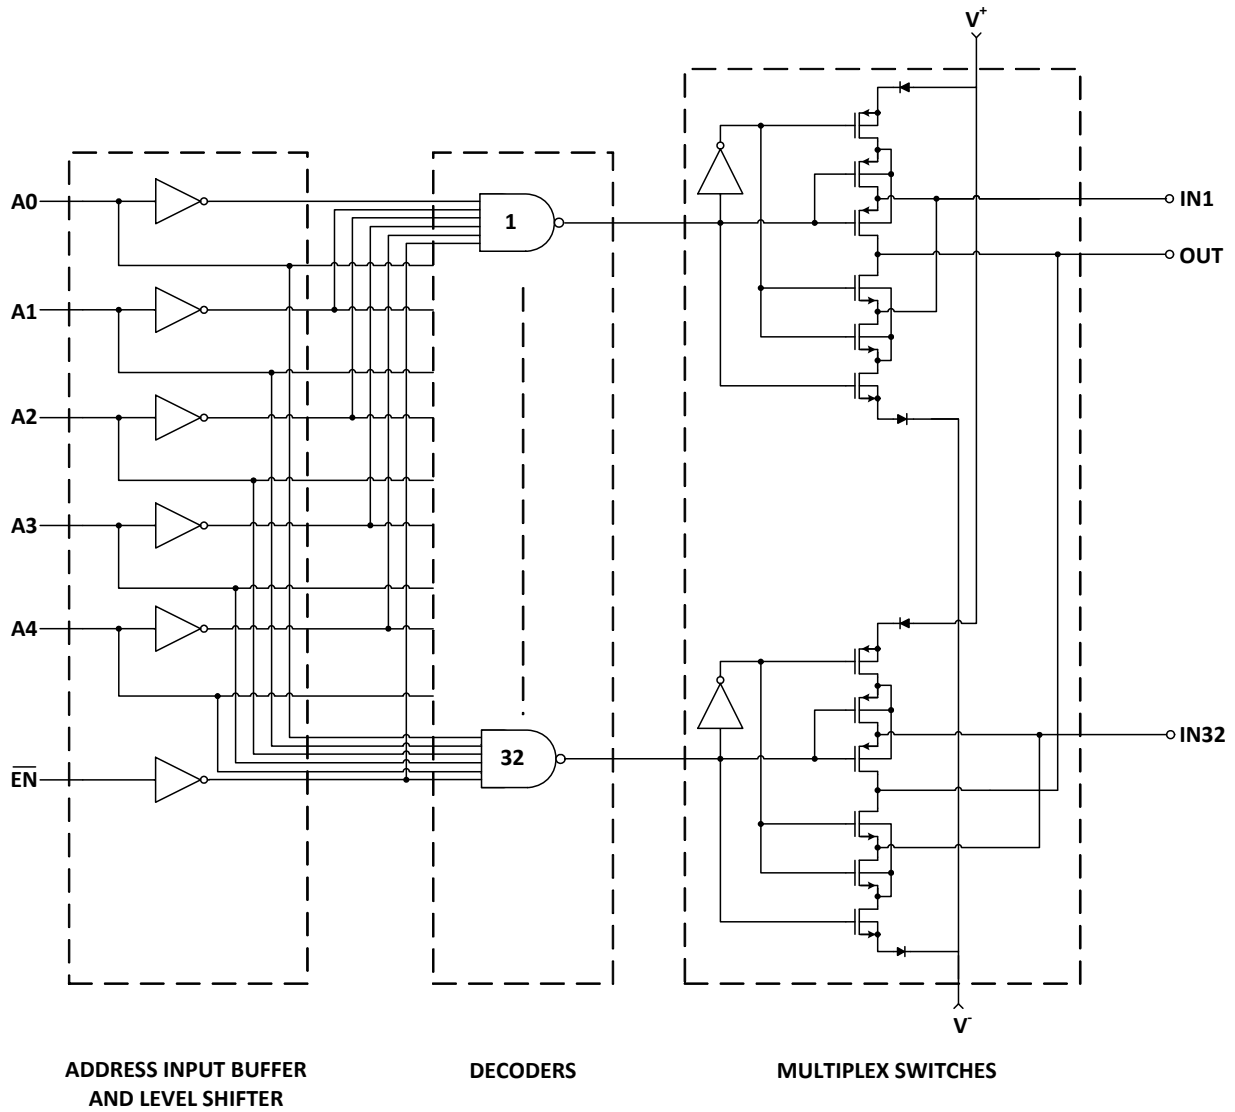 V⁺
A0
1
IN1
OUT
A1
A2
A3
A4
32
IN32
E̅N̅
V⁻
ADDRESS INPUT BUFFER
AND LEVEL SHIFTER
DECODERS
MULTIPLEX SWITCHES